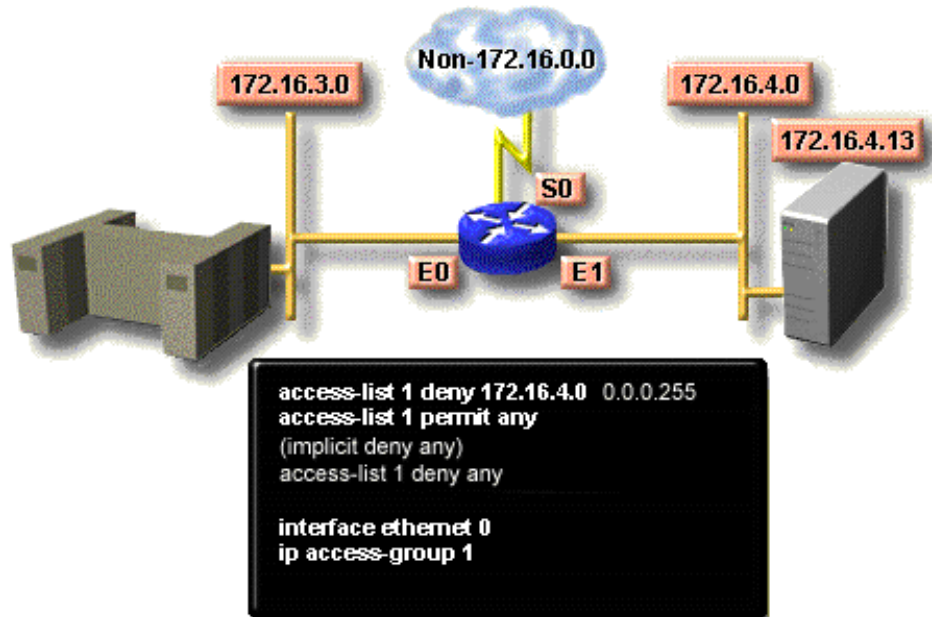 Non-172.16.0.0
172.16.3.0
172.16.4.0
172.16.4.13
S0
E0
E1
access-list 1 deny 172.16.4.0 0.0.0.255
access-list 1 permit any
(implicit deny any)
access-list 1 deny any
interface ethernet 0
ip access-group 1